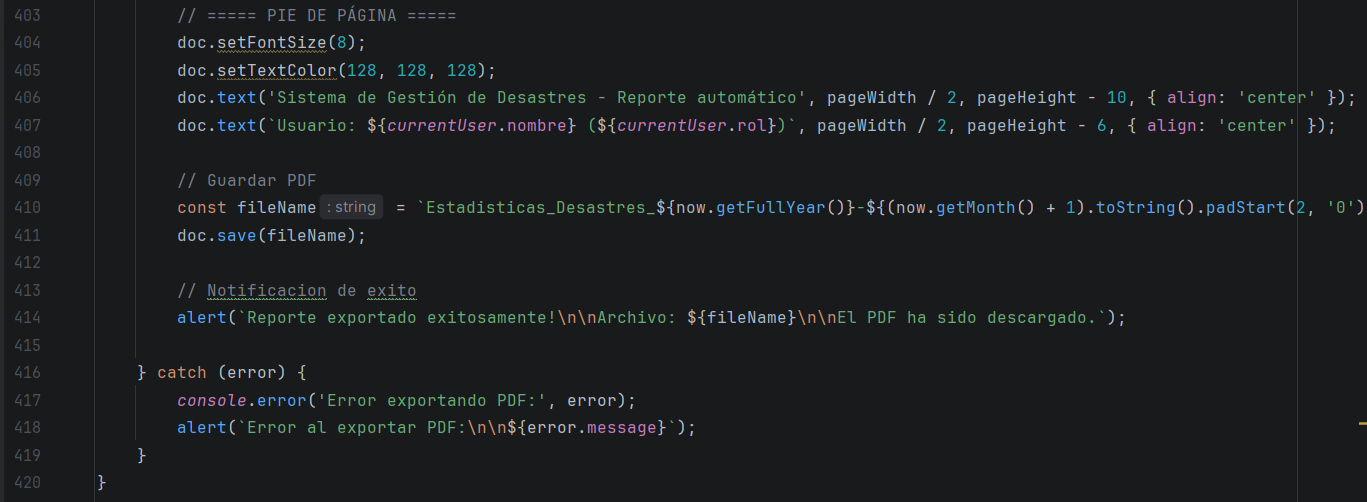 403 // ===== PIE DE PÁGINA =====
404 doc.setFontSize(8);
405 doc.setTextColor(128, 128, 128);
406 doc.text('Sistema de Gestión de Desastres - Reporte automático', pageWidth / 2, pageHeight - 10, { align: 'center' });
407 doc.text(`Usuario: ${currentUser.nombre} (${currentUser.rol})`, pageWidth / 2, pageHeight - 6, { align: 'center' });
408
409 // Guardar PDF
410 const fileName : string = `Estadisticas_Desastres_${now.getFullYear()}-${(now.getMonth() + 1).toString().padStart(2, '0')
411 doc.save(fileName);
412
413 // Notificacion de exito
414 alert(`Reporte exportado exitosamente!\n\nArchivo: ${fileName}\n\nEl PDF ha sido descargado.`);
415
416 } catch (error) {
417 console.error('Error exportando PDF:', error);
418 alert(`Error al exportar PDF:\n\n${error.message}`);
419 }
420 }